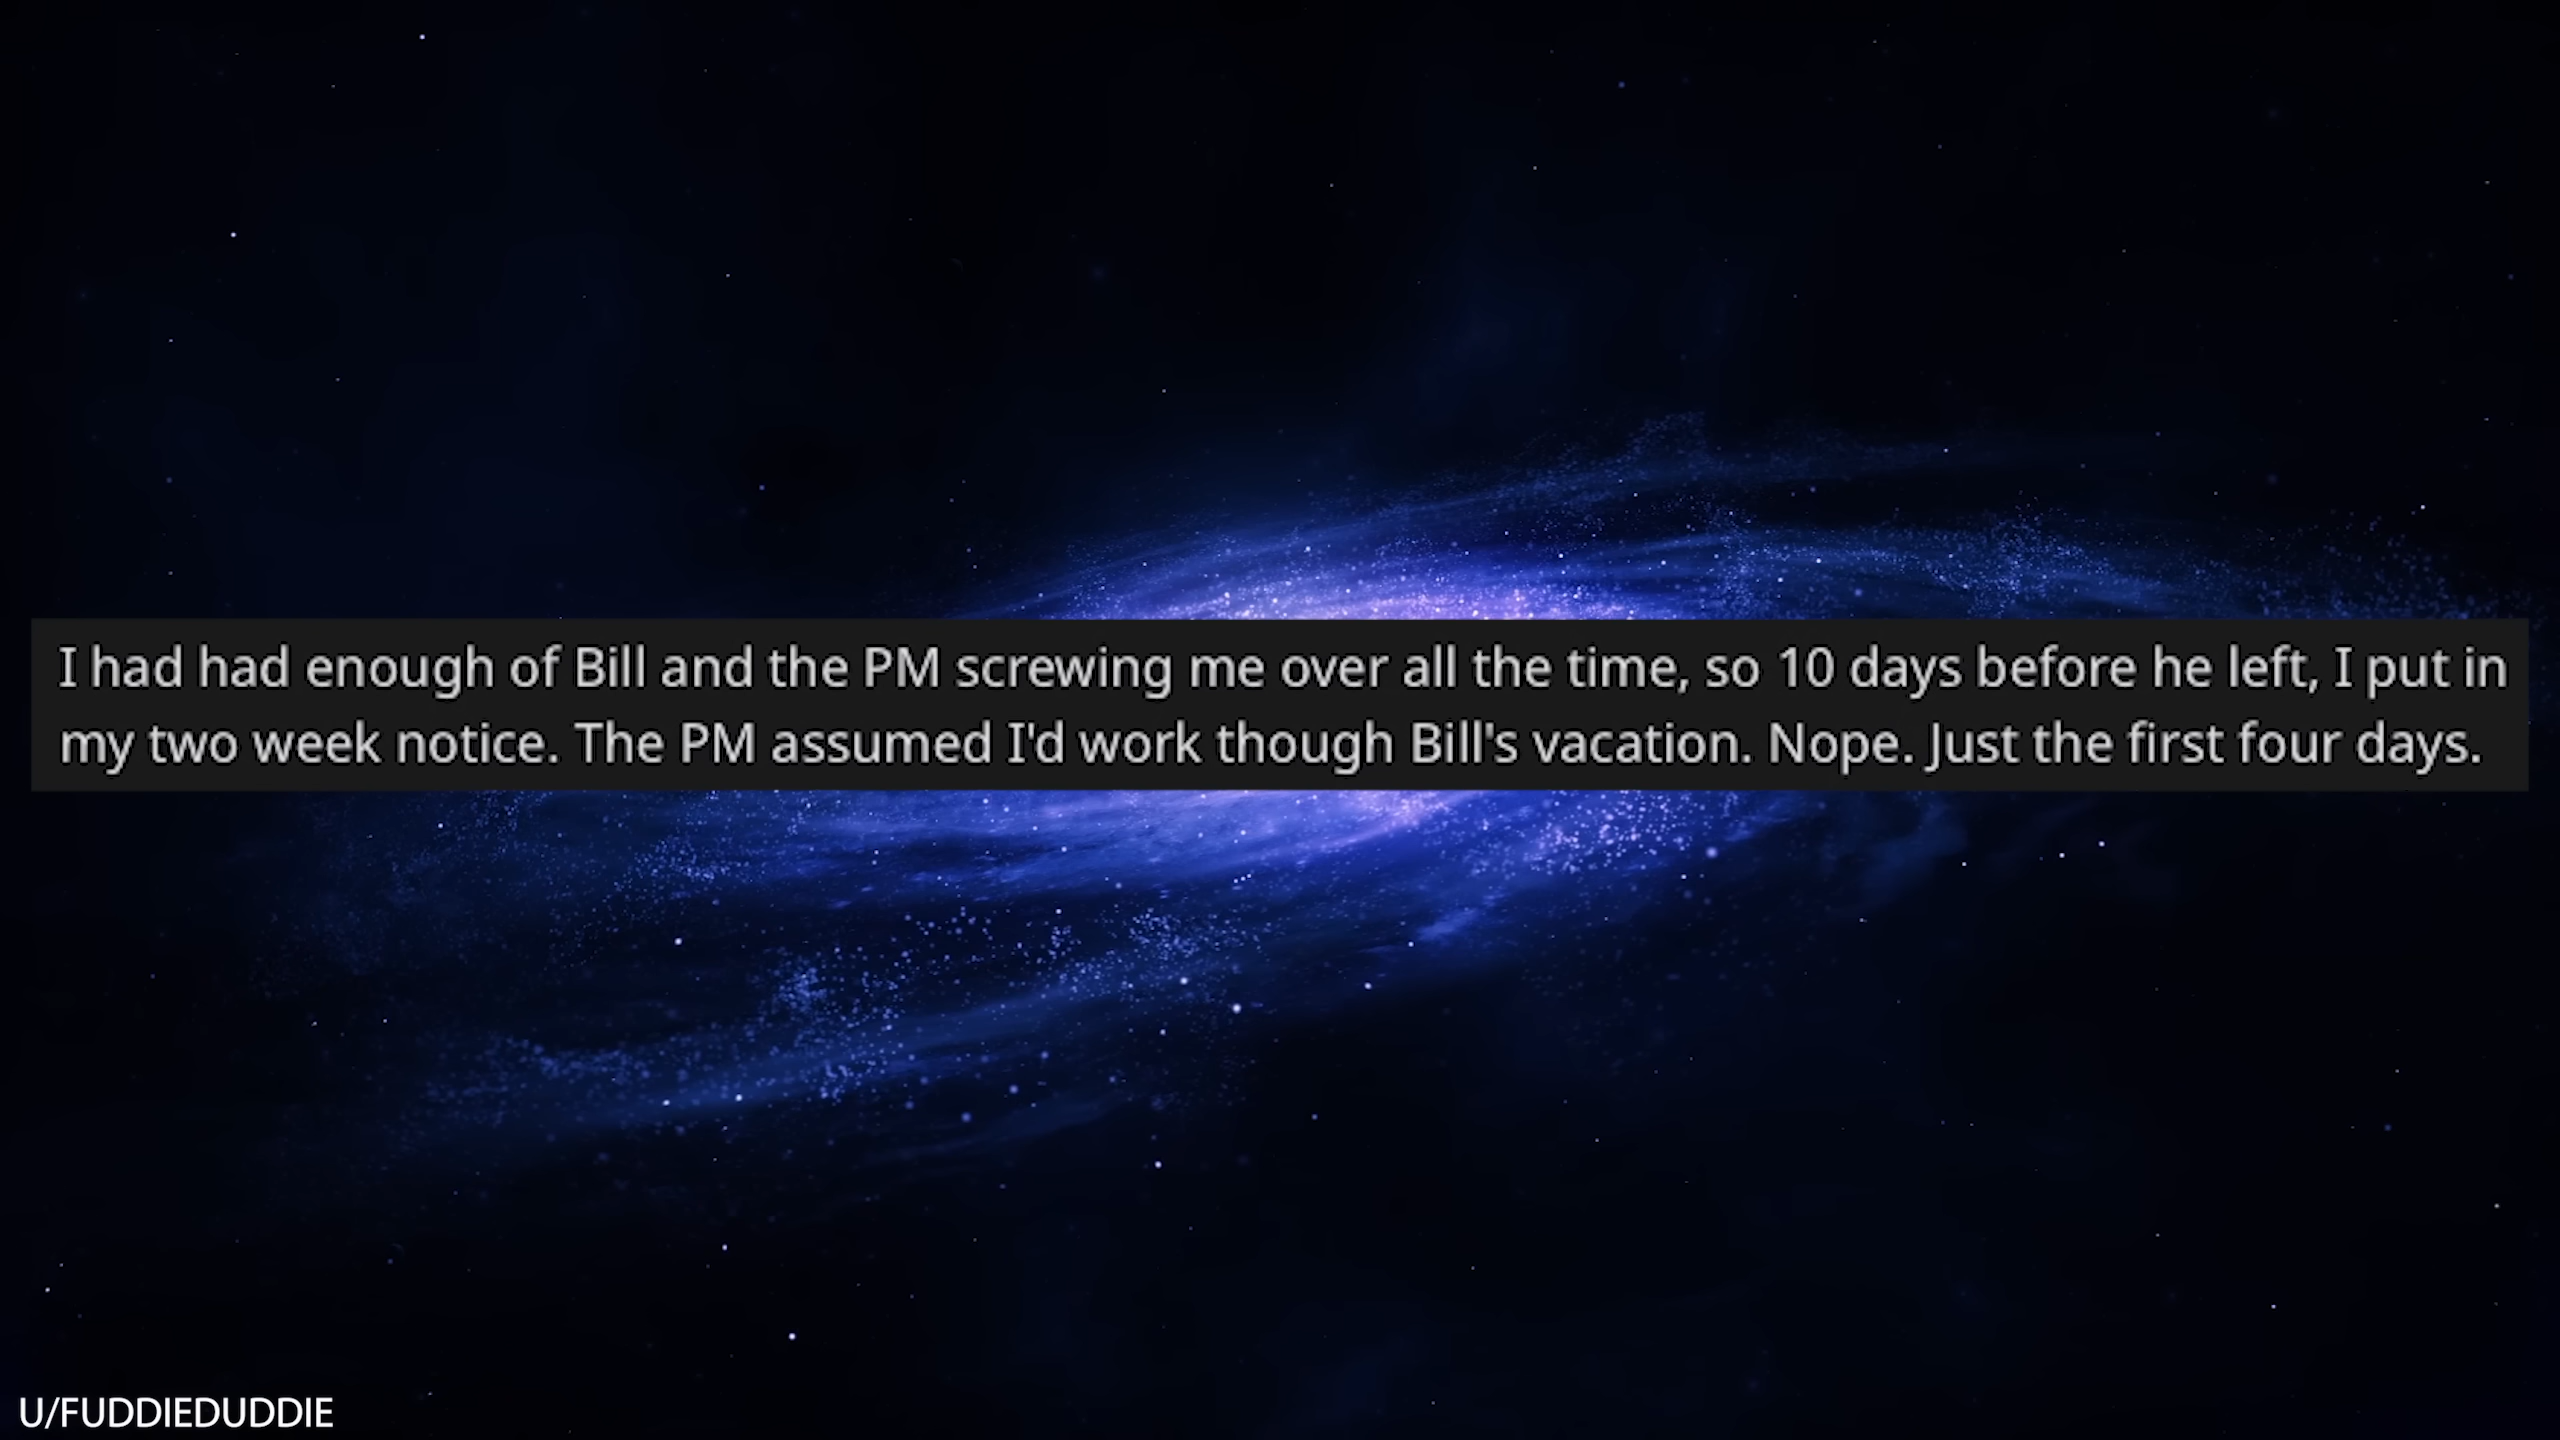 I had had enough of Bill and the PM screwing me over all the time, so 10 days before he left, I put in
my two week notice. The PM assumed I'd work though Bill's vacation. Nope. Just the first four days.
U/FUDDIEDUDDIE